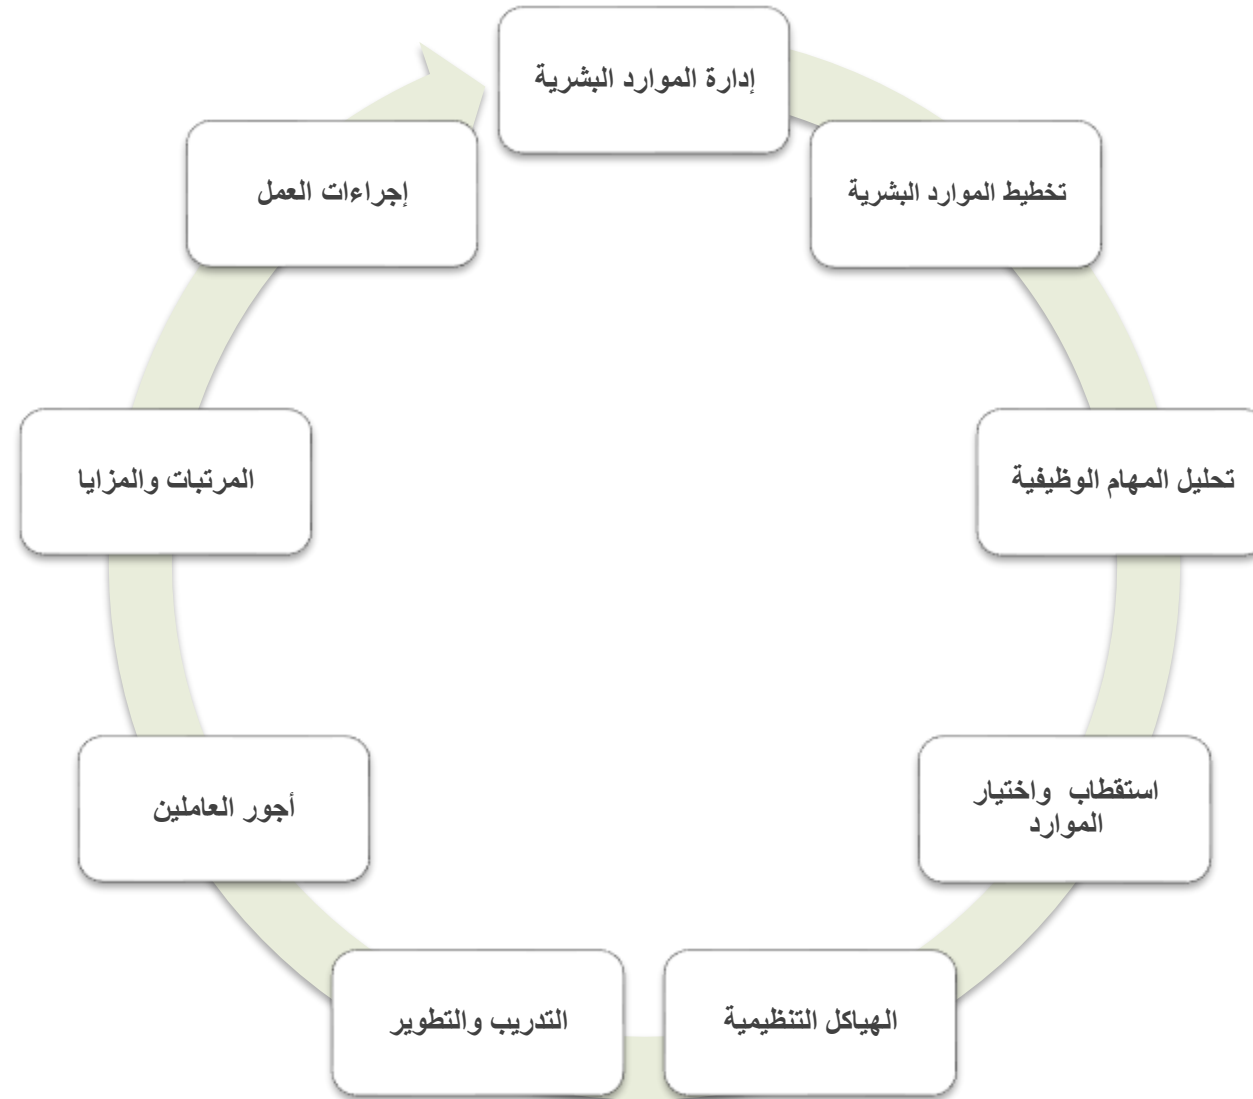 إدارة الموارد البشرية
تخطيط الموارد البشرية
تحليل المهام الوظيفية
استقطاب واختيار
الموارد
الهياكل التنظيمية
التدريب والتطوير
أجور العاملين
المرتبات والمزايا
إجراءات العمل